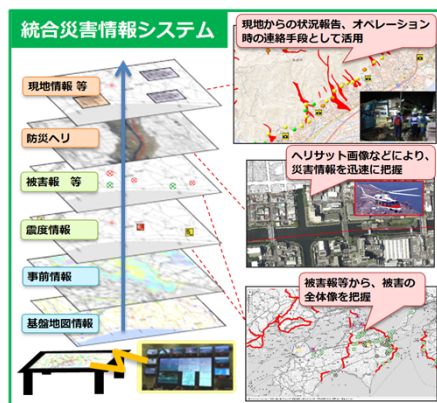 統合災害情報システム
現地からの状況報告、オペレーション
時の連絡手段として活用
現地情報 等
防災ヘリ
被害報 等
震度情報
事前情報
基盤地図情報
ヘリサット画像などにより、
災害情報を迅速に把握
被害報等から、被害の
全体像を把握